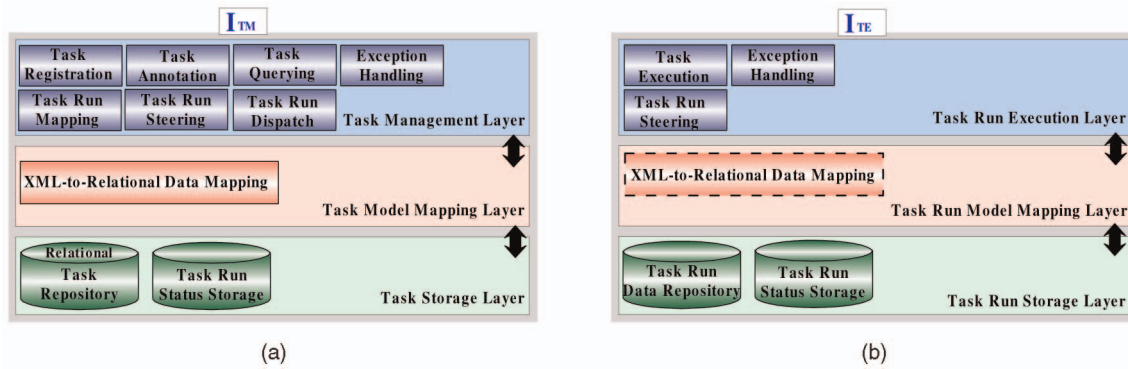 I TM
Task Registration
Task Annotation
Task Querying
Exception Handling
Task Run Mapping
Task Run Steering
Task Run Dispatch
Task Management Layer
XML-to-Relational Data Mapping
Task Model Mapping Layer
Relational
Task Repository
Task Run Status Storage
Task Storage Layer
(a)
I TE
Task Execution
Exception Handling
Task Run Steering
Task Run Execution Layer
XML-to-Relational Data Mapping
Task Run Model Mapping Layer
Task Run Data Repository
Task Run Status Storage
Task Run Storage Layer
(b)